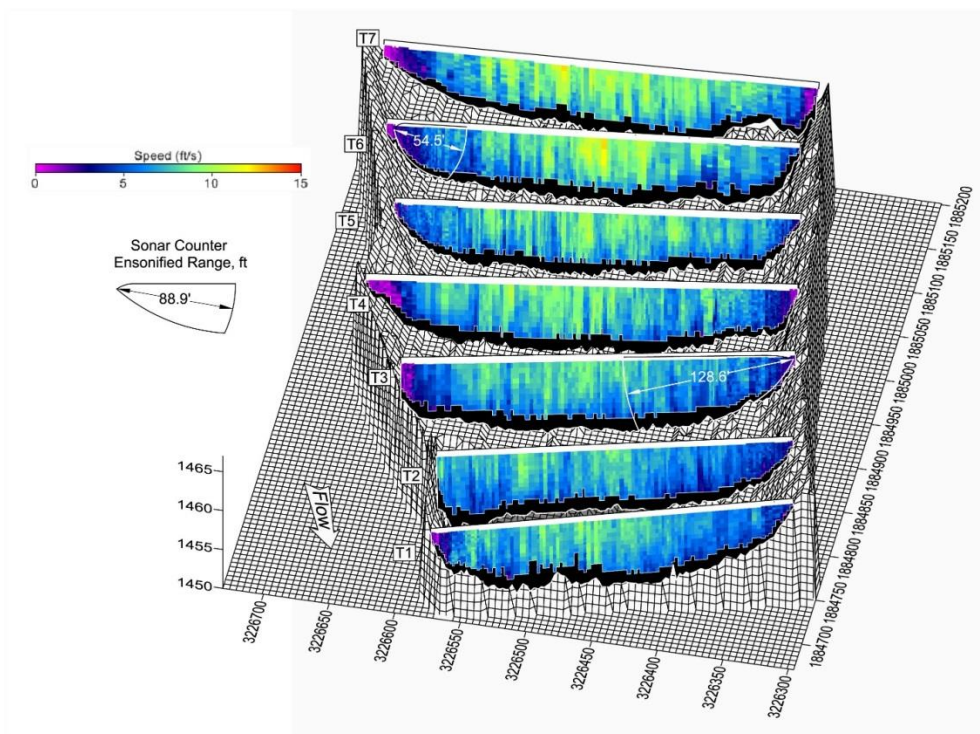 T7
T6
54.5'
Speed (ft/s)
0 5 10 15
T5
Sonar Counter
Ensonified Range, ft
88.9'
T4
T3
128.6'
T2
T1
Flow
1465
1460
1455
1450
3226700
3226650
3226600
3226550
3226500
3226450
3226400
3226350
3226300
1885200
1885150
1885100
1885050
1885000
1884950
1884900
1884850
1884800
1884750
1884700